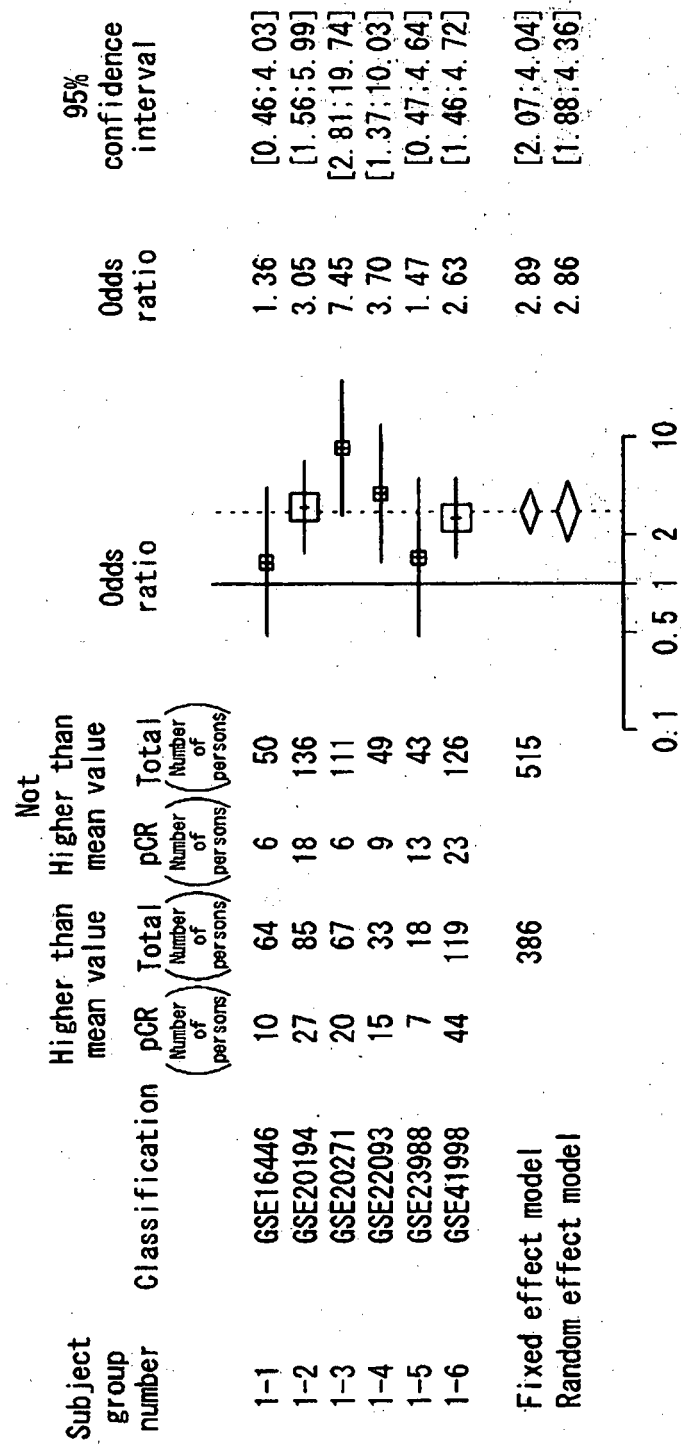 Subject group number Classification Higher than mean value Not Higher than mean value Odds ratio Odds ratio 95% confidence interval
pCR (Number of persons) Total (Number of persons) pCR (Number of persons) Total (Number of persons)
1-1 GSE16446 10 64 6 50 1.36 [0.46;4.03]
1-2 GSE20194 27 85 18 136 3.05 [1.56;5.99]
1-3 GSE20271 20 67 6 111 7.45 [2.81;19.74]
1-4 GSE22093 15 33 9 49 3.70 [1.37;10.03]
1-5 GSE23988 7 18 13 43 1.47 [0.47;4.64]
1-6 GSE41998 44 119 23 126 2.63 [1.46;4.72]
Fixed effect model 386 515 2.89 [2.07;4.04]
Random effect model 2.86 [1.88;4.36]
0.1 0.5 1 2 10